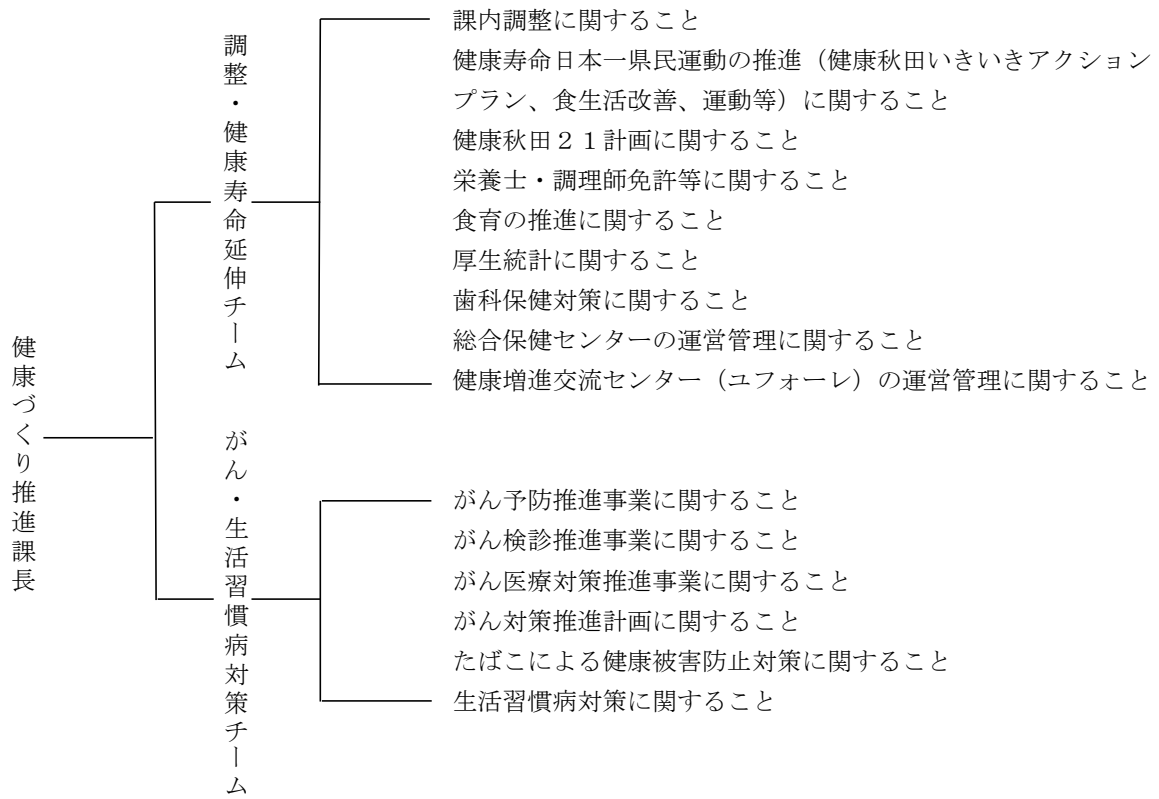 健康づくり推進課長
調整・健康寿命延伸チーム
課内調整に関すること
健康寿命日本一県民運動の推進（健康秋田いきいきアクション
プラン、食生活改善、運動等）に関すること
健康秋田２１計画に関すること
栄養士・調理師免許等に関すること
食育の推進に関すること
厚生統計に関すること
歯科保健対策に関すること
総合保健センターの運営管理に関すること
健康増進交流センター（ユフォーレ）の運営管理に関すること
がん・生活習慣病対策チーム
がん予防推進事業に関すること
がん検診推進事業に関すること
がん医療対策推進事業に関すること
がん対策推進計画に関すること
たばこによる健康被害防止対策に関すること
生活習慣病対策に関すること